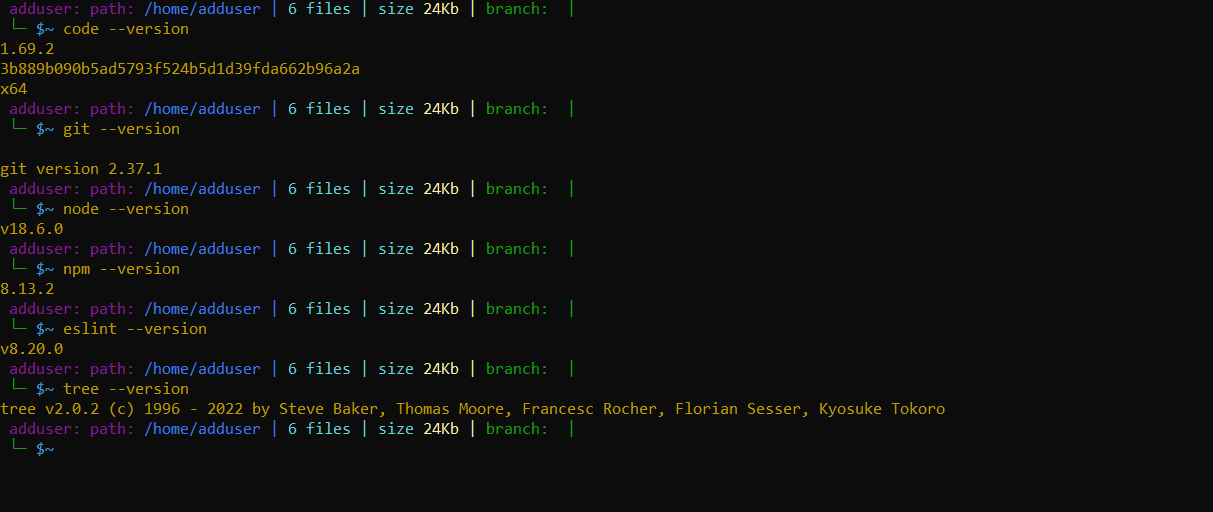 adduser: path: /home/adduser | 6 files | size 24Kb | branch:  |
└─ $~ code --version
1.69.2
3b889b090b5ad5793f524b5d1d39fda662b96a2a
x64
adduser: path: /home/adduser | 6 files | size 24Kb | branch:  |
└─ $~ git --version
git version 2.37.1
adduser: path: /home/adduser | 6 files | size 24Kb | branch:  |
└─ $~ node --version
v18.6.0
adduser: path: /home/adduser | 6 files | size 24Kb | branch:  |
└─ $~ npm --version
8.13.2
adduser: path: /home/adduser | 6 files | size 24Kb | branch:  |
└─ $~ eslint --version
v8.20.0
adduser: path: /home/adduser | 6 files | size 24Kb | branch:  |
└─ $~ tree --version
tree v2.0.2 (c) 1996 - 2022 by Steve Baker, Thomas Moore, Francesc Rocher, Florian Sesser, Kyosuke Tokoro
adduser: path: /home/adduser | 6 files | size 24Kb | branch:  |
└─ $~